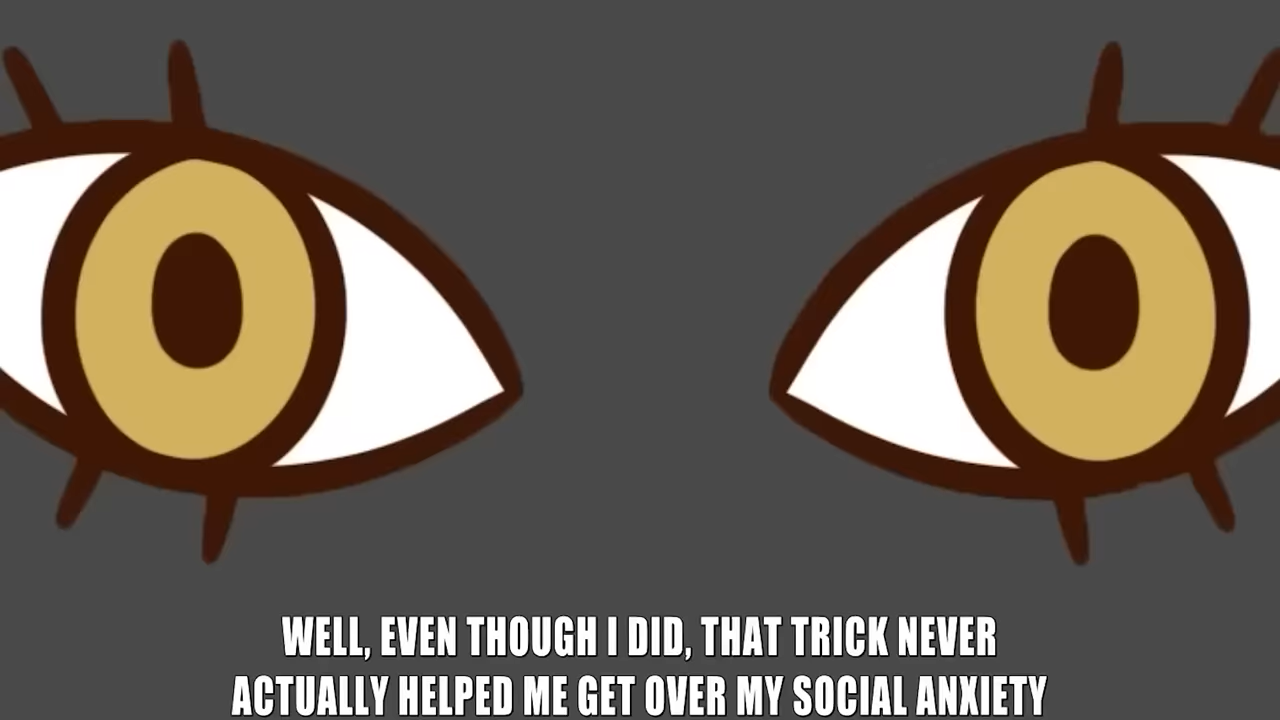 WELL, EVEN THOUGH I DID, THAT TRICK NEVER
ACTUALLY HELPED ME GET OVER MY SOCIAL ANXIETY